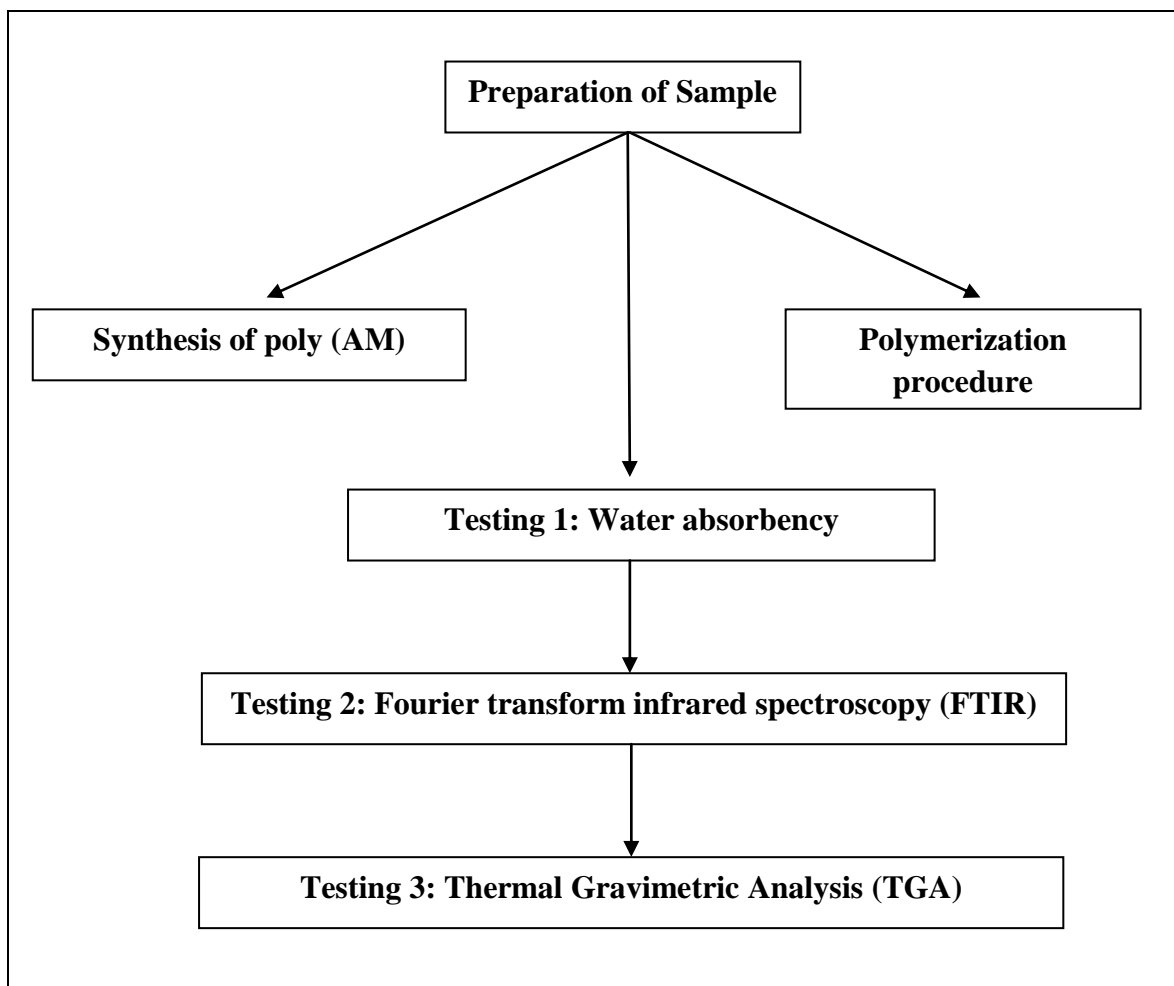 Preparation of Sample
Synthesis of poly (AM)
Polymerization
procedure
Testing 1: Water absorbency
Testing 2: Fourier transform infrared spectroscopy (FTIR)
Testing 3: Thermal Gravimetric Analysis (TGA)